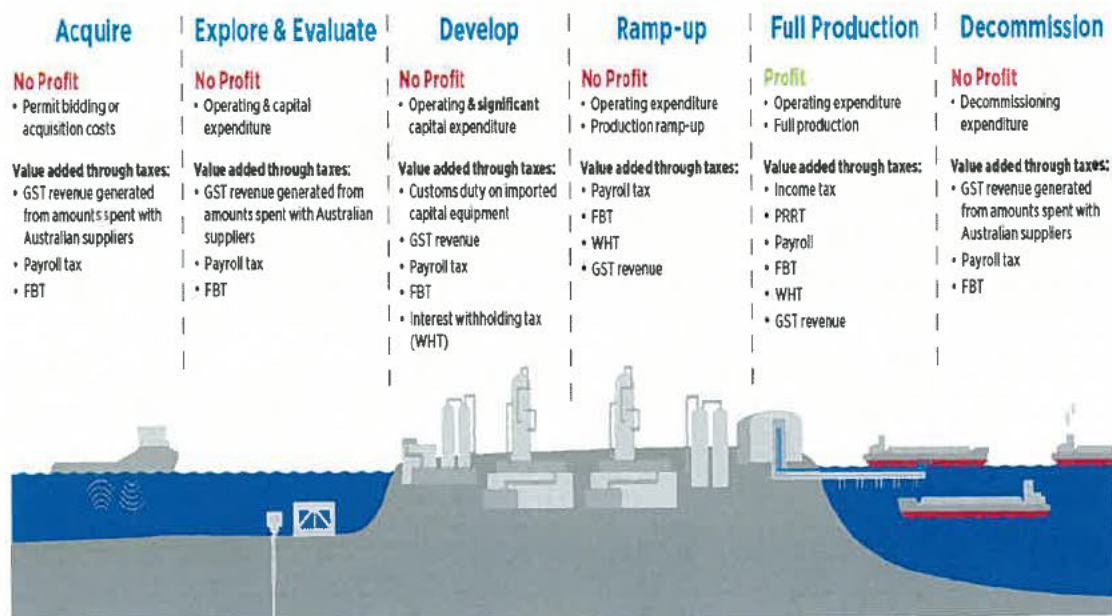 Acquire
No Profit
• Permit bidding or
acquisition costs
Value added through taxes:
• GST revenue generated
from amounts spent with
Australian suppliers
• Payroll tax
• FBT
Explore & Evaluate
No Profit
• Operating & capital
expenditure
Value added through taxes:
• GST revenue generated from
amounts spent with Australian
suppliers
• Payroll tax
• FBT
Develop
No Profit
• Operating & significant
capital expenditure
Value added through taxes:
• Customs duty on imported
capital equipment
• GST revenue
• Payroll tax
• FBT
• Interest withholding tax
(WHT)
Ramp-up
No Profit
• Operating expenditure
• Production ramp-up
Value added through taxes:
• Payroll tax
• FBT
• WHT
• GST revenue
Full Production
Profit
• Operating expenditure
• Full production
Value added through taxes:
• Income tax
• PRRT
• Payroll
• FBT
• WHT
• GST revenue
Decommission
No Profit
• Decommissioning
expenditure
Value added through taxes:
• GST revenue generated
from amounts spent with
Australian suppliers
• Payroll tax
• FBT